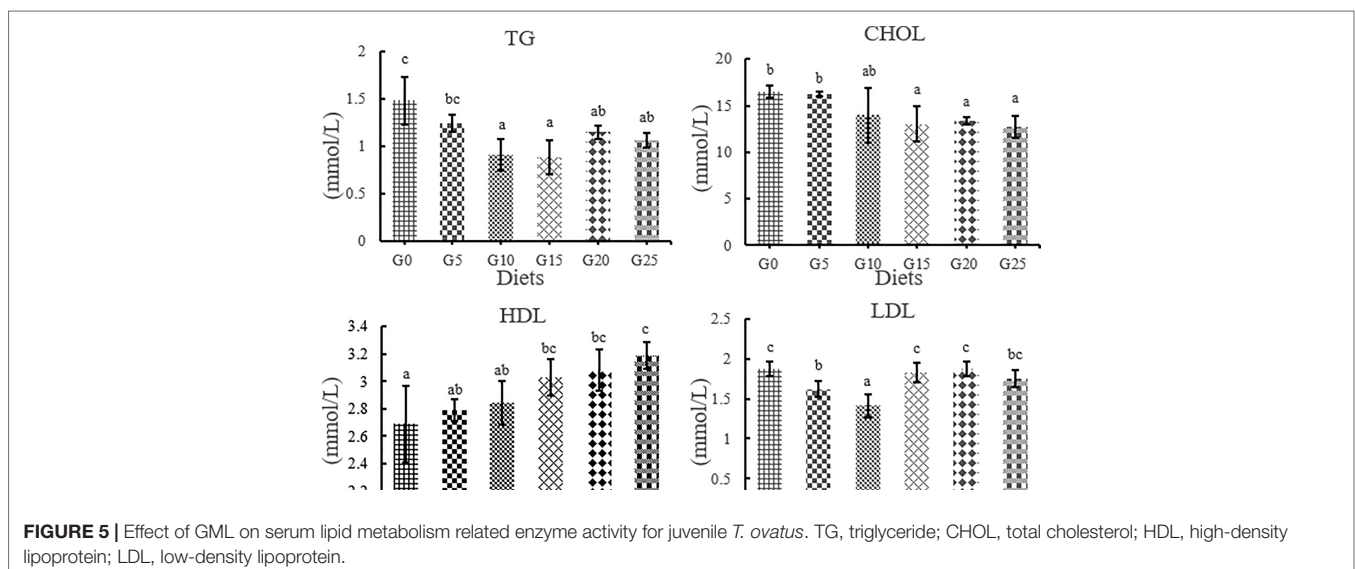 TG
2
1.5
1
0.5
0
(mmol/L)
c
bc
a
a
ab
ab
G0 G5 G10 G15 G20 G25
Diets
CHOL
20
15
10
5
0
(mmol/L)
b
b
ab
a
a
a
G0 G5 G10 G15 G20 G25
Diets
HDL
3.4
3.2
3
2.8
2.6
2.4
(mmol/L)
a
ab
ab
bc
bc
c
LDL
2.5
2
1.5
1
0.5
(mmol/L)
c
b
a
c
c
bc
FIGURE 5 | Effect of GML on serum lipid metabolism related enzyme activity for juvenile T. ovatus. TG, triglyceride; CHOL, total cholesterol; HDL, high-density
lipoprotein; LDL, low-density lipoprotein.